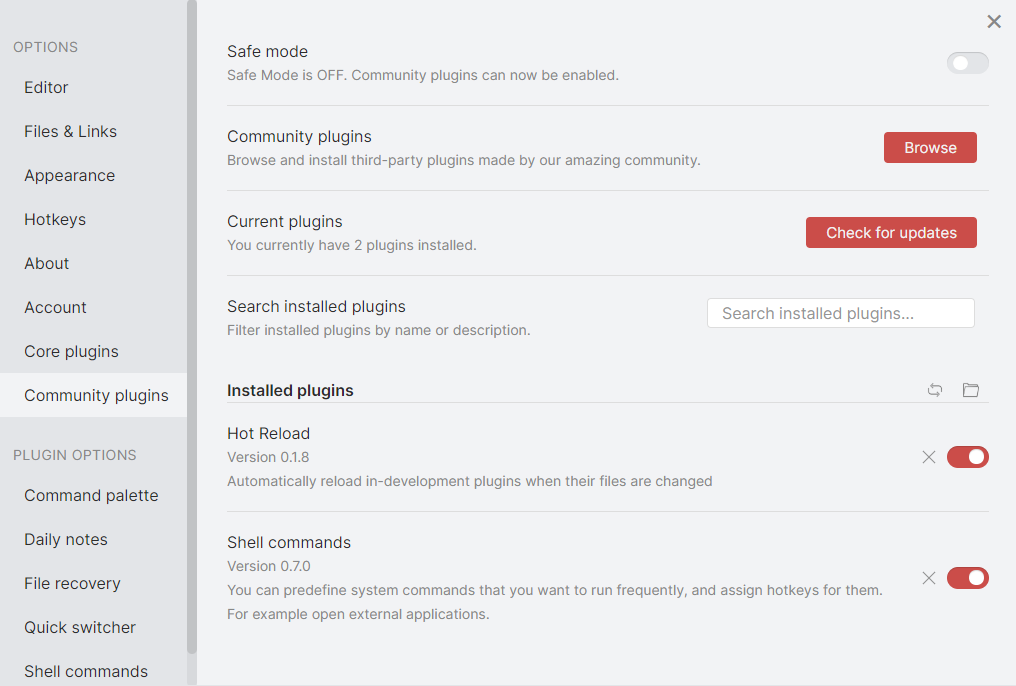 OPTIONS
Editor
Files & Links
Appearance
Hotkeys
About
Account
Core plugins
Community plugins
PLUGIN OPTIONS
Command palette
Daily notes
File recovery
Quick switcher
Shell commands
Safe mode
Safe Mode is OFF. Community plugins can now be enabled.
Community plugins
Browse and install third-party plugins made by our amazing community.
Browse
Current plugins
You currently have 2 plugins installed.
Check for updates
Search installed plugins
Filter installed plugins by name or description.
Search installed plugins...
Installed plugins
Hot Reload
Version 0.1.8
Automatically reload in-development plugins when their files are changed
Shell commands
Version 0.7.0
You can predefine system commands that you want to run frequently, and assign hotkeys for them.
For example open external applications.